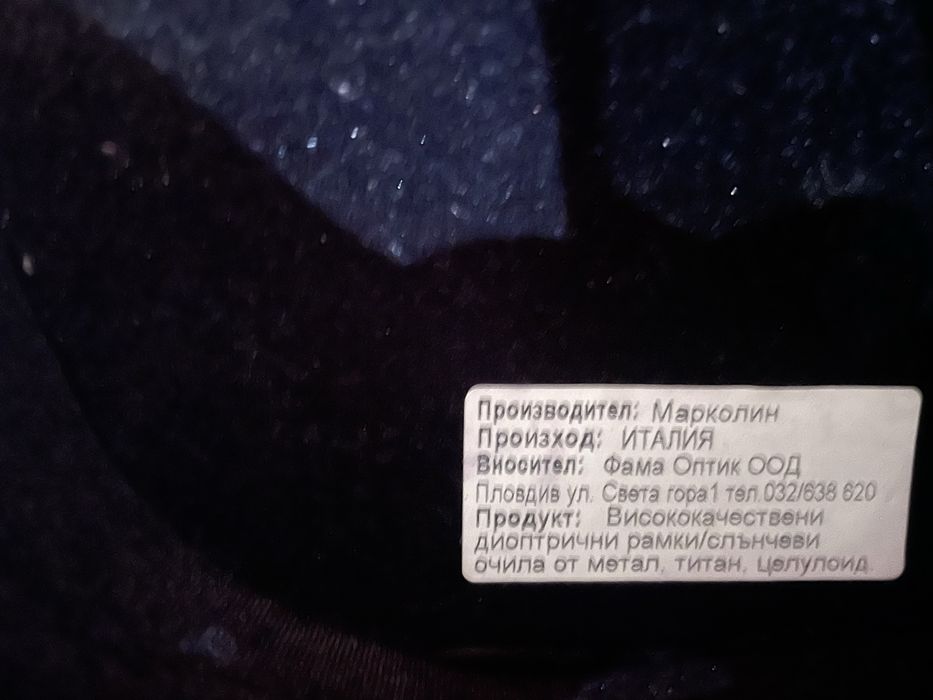 Производител: Марколин
Произход: ИТАЛИЯ
Вносител: Фама Оптик ООД
Пловдив ул. Света гора1 тел.032/638 620
Продукт: Висококачествени
диоптрични рамки/слънчеви
очила от метал, титан, целулоид.